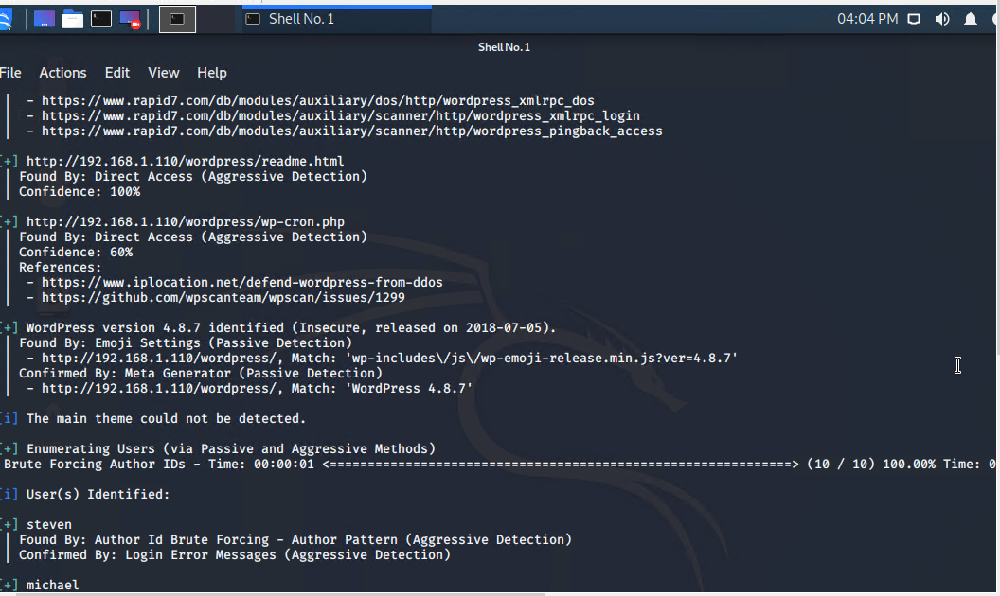 Shell No. 1
04:04 PM
Shell No.1
File Actions Edit View Help
- https://www.rapid7.com/db/modules/auxiliary/dos/http/wordpress_xmlrpc_dos
- https://www.rapid7.com/db/modules/auxiliary/scanner/http/wordpress_xmlrpc_login
- https://www.rapid7.com/db/modules/auxiliary/scanner/http/wordpress_pingback_access
[+] http://192.168.1.110/wordpress/readme.html
| Found By: Direct Access (Aggressive Detection)
| Confidence: 100%
[+] http://192.168.1.110/wordpress/wp-cron.php
| Found By: Direct Access (Aggressive Detection)
| Confidence: 60%
| References:
|  - https://www.iplocation.net/defend-wordpress-from-ddos
|  - https://github.com/wpscanteam/wpscan/issues/1299
[+] WordPress version 4.8.7 identified (Insecure, released on 2018-07-05).
| Found By: Emoji Settings (Passive Detection)
|  - http://192.168.1.110/wordpress/, Match: 'wp-includes\/js\/wp-emoji-release.min.js?ver=4.8.7'
| Confirmed By: Meta Generator (Passive Detection)
|  - http://192.168.1.110/wordpress/, Match: 'WordPress 4.8.7'
[i] The main theme could not be detected.
[+] Enumerating Users (via Passive and Aggressive Methods)
Brute Forcing Author IDs - Time: 00:00:01 <=============================================================> (10 / 10) 100.00% Time: 0
[i] User(s) Identified:
[+] steven
| Found By: Author Id Brute Forcing - Author Pattern (Aggressive Detection)
| Confirmed By: Login Error Messages (Aggressive Detection)
[+] michael